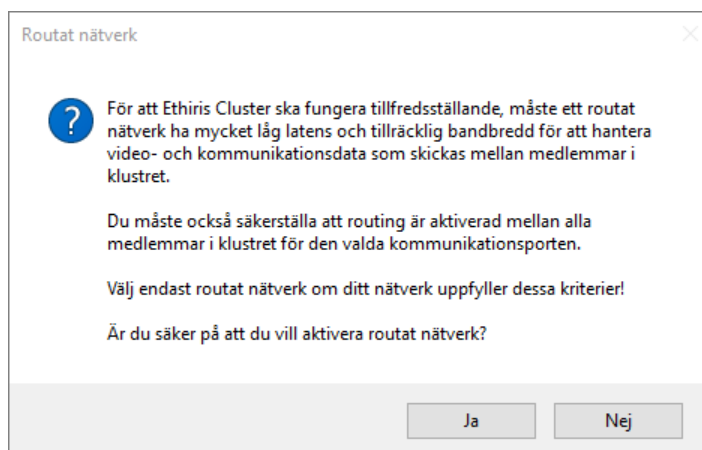 Routat nätverk
För att Ethiris Cluster ska fungera tillfredsställande, måste ett routat
nätverk ha mycket låg latens och tillräcklig bandbredd för att hantera
video- och kommunikationsdata som skickas mellan medlemmar i
klustret.
Du måste också säkerställa att routing är aktiverad mellan alla
medlemmar i klustret för den valda kommunikationsporten.
Välj endast routat nätverk om ditt nätverk uppfyller dessa kriterier!
Är du säker på att du vill aktivera routat nätverk?
Ja
Nej